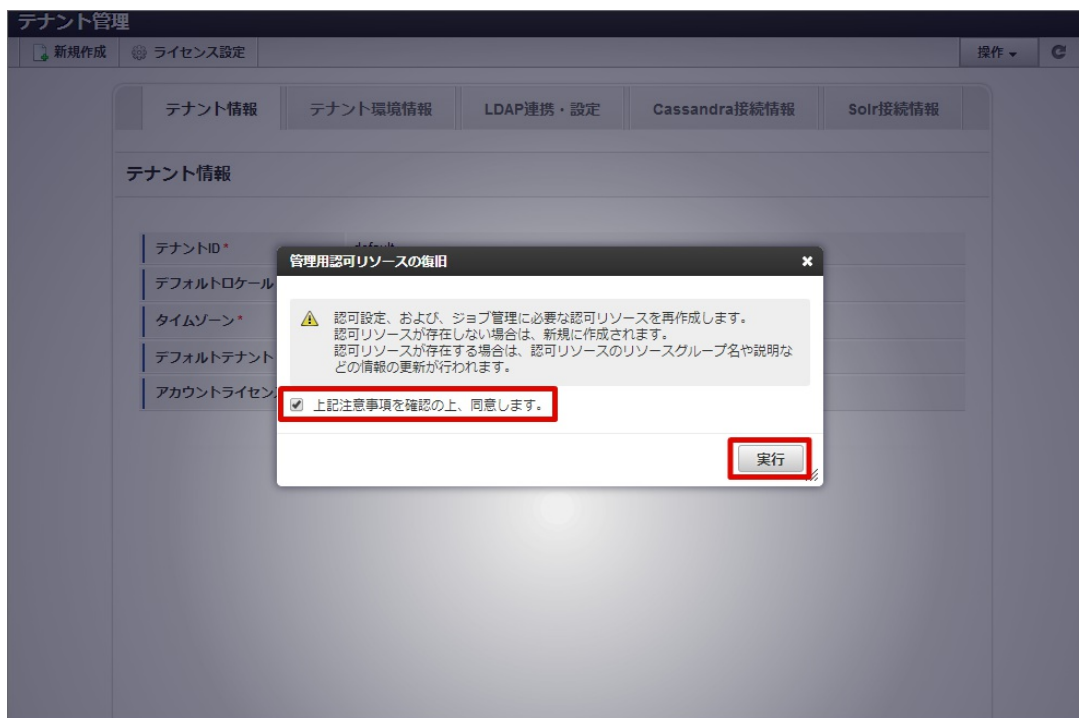 テナント管理
新規作成 ライセンス設定 操作
テナント情報 テナント環境情報 LDAP連携・設定 Cassandra接続情報 Solr接続情報
テナント情報
テナントID * default
管理用認可リソースの復旧
デフォルトロケール
認可設定、および、ジョブ管理に必要な認可リソースを再作成します。
タイムゾーン *
認可リソースが存在しない場合は、新規に作成されます。
認可リソースが存在する場合は、認可リソースのリソースグループ名や説明な
デフォルトテナント
どの情報の更新が行われます。
アカウントライセンス
上記注意事項を確認の上、同意します。
実行